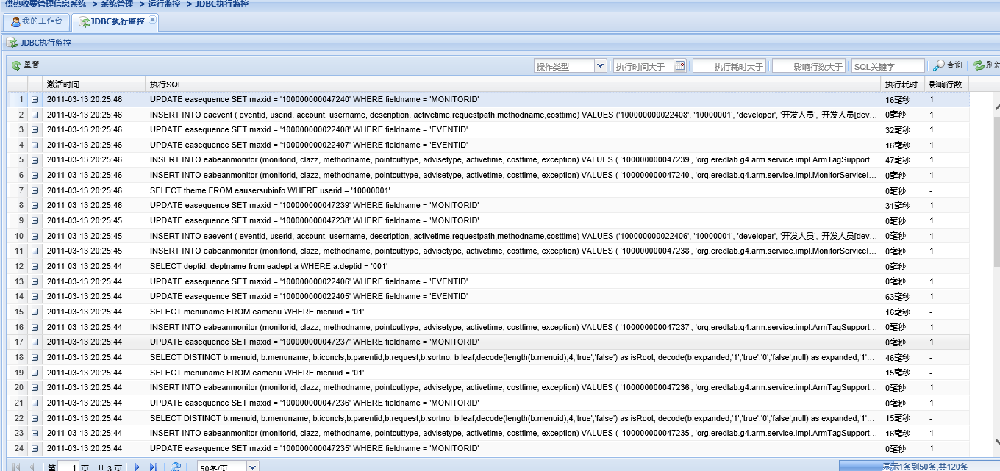 供热收费管理信息系统 -> 系统管理 -> 运行监控 -> JDBC执行监控
我的工作台 JDBC执行监控
JDBC执行监控
重置 操作类型 执行时间大于 执行耗时大于 影响行数大于 SQL关键字 查询 刷新
激活时间 执行SQL 执行耗时 影响行数
1 2011-03-13 20:25:46 UPDATE easequence SET maxid = '100000000047240' WHERE fieldname = 'MONITORID' 16毫秒 1
2 2011-03-13 20:25:46 INSERT INTO eaevent ( eventid, userid, account, username, description, activetime,requestpath,methodname,costtime) VALUES ('100000000022408', '10000001', 'developer', '开发人员', '开发人员[dev... 0毫秒 1
3 2011-03-13 20:25:46 UPDATE easequence SET maxid = '100000000022408' WHERE fieldname = 'EVENTID' 32毫秒 1
4 2011-03-13 20:25:46 UPDATE easequence SET maxid = '100000000022407' WHERE fieldname = 'EVENTID' 16毫秒 1
5 2011-03-13 20:25:46 INSERT INTO eabeanmonitor (monitorid, clazz, methodname, pointcuttype, advisetype, activetime, costtime, exception) VALUES ( '100000000047239', 'org.eredlab.g4.arm.service.impl.ArmTagSupport... 47毫秒 1
6 2011-03-13 20:25:46 INSERT INTO eabeanmonitor (monitorid, clazz, methodname, pointcuttype, advisetype, activetime, costtime, exception) VALUES ( '100000000047240', 'org.eredlab.g4.arm.service.impl.MonitorServiceI... 0毫秒 1
7 2011-03-13 20:25:46 SELECT theme FROM eausersubinfo WHERE userid = '10000001' 0毫秒 -
8 2011-03-13 20:25:46 UPDATE easequence SET maxid = '100000000047239' WHERE fieldname = 'MONITORID' 31毫秒 1
9 2011-03-13 20:25:45 UPDATE easequence SET maxid = '100000000047238' WHERE fieldname = 'MONITORID' 0毫秒 1
10 2011-03-13 20:25:45 INSERT INTO eaevent ( eventid, userid, account, username, description, activetime,requestpath,methodname,costtime) VALUES ('100000000022406', '10000001', 'developer', '开发人员', '开发人员[dev... 0毫秒 1
11 2011-03-13 20:25:45 INSERT INTO eabeanmonitor (monitorid, clazz, methodname, pointcuttype, advisetype, activetime, costtime, exception) VALUES ( '100000000047238', 'org.eredlab.g4.arm.service.impl.MonitorServiceI... 0毫秒 1
12 2011-03-13 20:25:44 SELECT deptid, deptname from eadept a WHERE a.deptid = '001' 0毫秒 -
13 2011-03-13 20:25:44 UPDATE easequence SET maxid = '100000000022406' WHERE fieldname = 'EVENTID' 0毫秒 1
14 2011-03-13 20:25:44 UPDATE easequence SET maxid = '100000000022405' WHERE fieldname = 'EVENTID' 63毫秒 1
15 2011-03-13 20:25:44 SELECT menuname FROM eamenu WHERE menuid = '01' 16毫秒 -
16 2011-03-13 20:25:44 INSERT INTO eabeanmonitor (monitorid, clazz, methodname, pointcuttype, advisetype, activetime, costtime, exception) VALUES ( '100000000047237', 'org.eredlab.g4.arm.service.impl.ArmTagSupport... 0毫秒 1
17 2011-03-13 20:25:44 UPDATE easequence SET maxid = '100000000047237' WHERE fieldname = 'MONITORID' 0毫秒 1
18 2011-03-13 20:25:44 SELECT DISTINCT b.menuid, b.menuname, b.iconcls,b.parentid,b.request,b.sortno, b.leaf,decode(length(b.menuid),4,'true','false') as isRoot, decode(b.expanded,'1','true','0','false',null) as expanded,'1'... 46毫秒 -
19 2011-03-13 20:25:44 SELECT menuname FROM eamenu WHERE menuid = '01' 15毫秒 -
20 2011-03-13 20:25:44 INSERT INTO eabeanmonitor (monitorid, clazz, methodname, pointcuttype, advisetype, activetime, costtime, exception) VALUES ( '100000000047236', 'org.eredlab.g4.arm.service.impl.ArmTagSupport... 0毫秒 1
21 2011-03-13 20:25:44 UPDATE easequence SET maxid = '100000000047236' WHERE fieldname = 'MONITORID' 0毫秒 1
22 2011-03-13 20:25:44 SELECT DISTINCT b.menuid, b.menuname, b.iconcls,b.parentid,b.request,b.sortno, b.leaf,decode(length(b.menuid),4,'true','false') as isRoot, decode(b.expanded,'1','true','0','false',null) as expanded,'1'... 15毫秒 -
23 2011-03-13 20:25:44 INSERT INTO eabeanmonitor (monitorid, clazz, methodname, pointcuttype, advisetype, activetime, costtime, exception) VALUES ( '100000000047235', 'org.eredlab.g4.arm.service.impl.ArmTagSupport... 16毫秒 1
24 2011-03-13 20:25:44 UPDATE easequence SET maxid = '100000000047235' WHERE fieldname = 'MONITORID' 0毫秒 1
第 1 页,共 3 页 50条/页 显示1条到50条,共120条